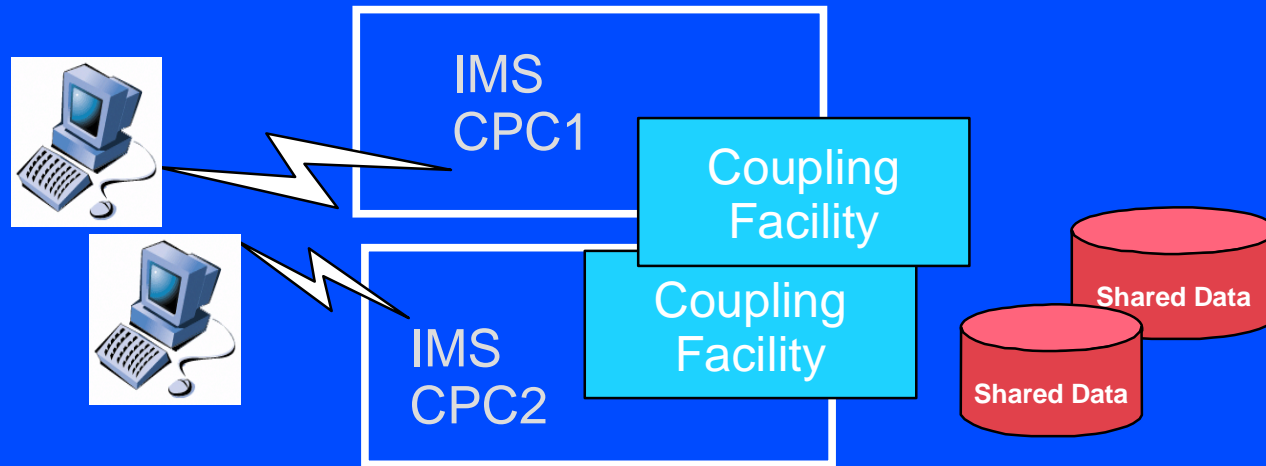 IMS
CPC1
Coupling
Facility
Coupling
Facility
IMS
CPC2
Shared Data
Shared Data